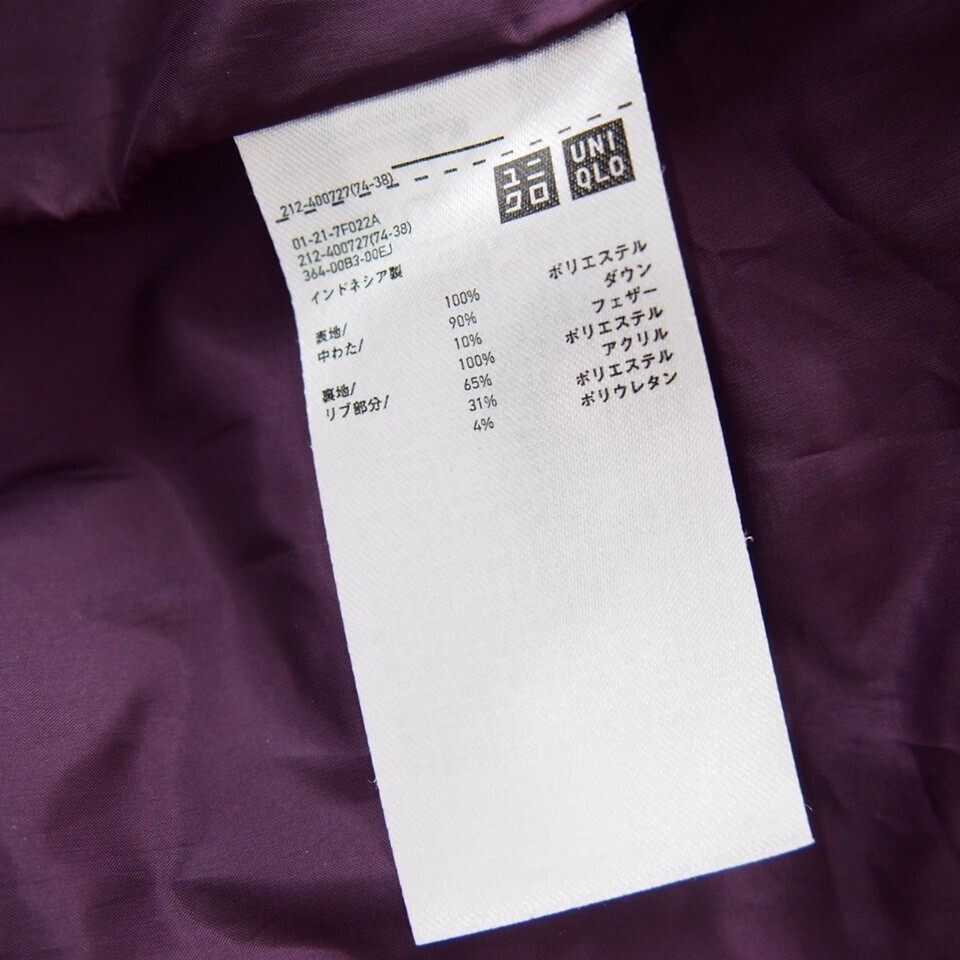 ユニ
クロ
UNI
QLO
212-400727(74-38)
01-21-7F022A
212-400727(74-38)
364-00B3-00EJ
インドネシア製
表地/ 100% ポリエステル
中わた/ 90% ダウン
10% フェザー
裏地/ 100% ポリエステル
リブ部分/ 65% アクリル
31% ポリエステル
4% ポリウレタン